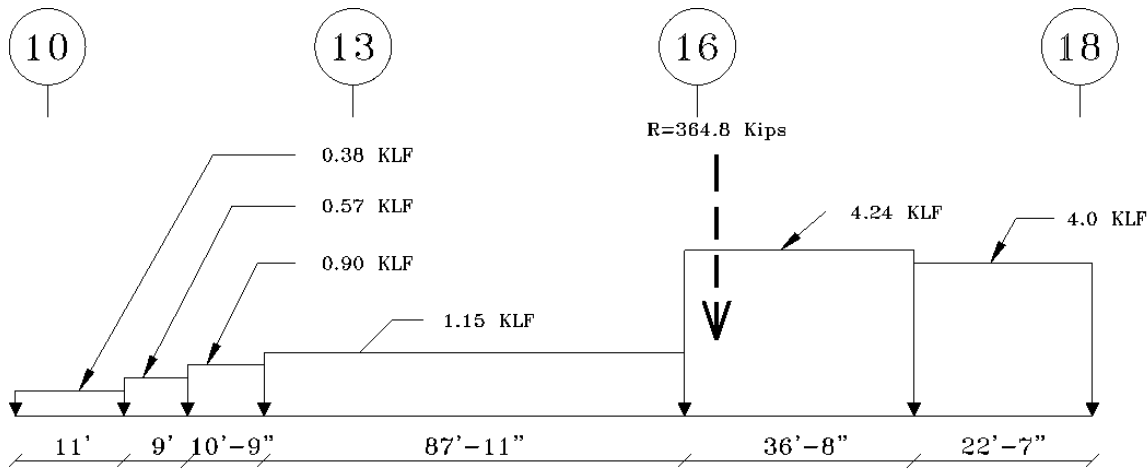 10 13 16 18
R=364.8 Kips
0.38 KLF
0.57 KLF
4.24 KLF
4.0 KLF
0.90 KLF
1.15 KLF
11' 9' 10'-9" 87'-11" 36'-8" 22'-7"